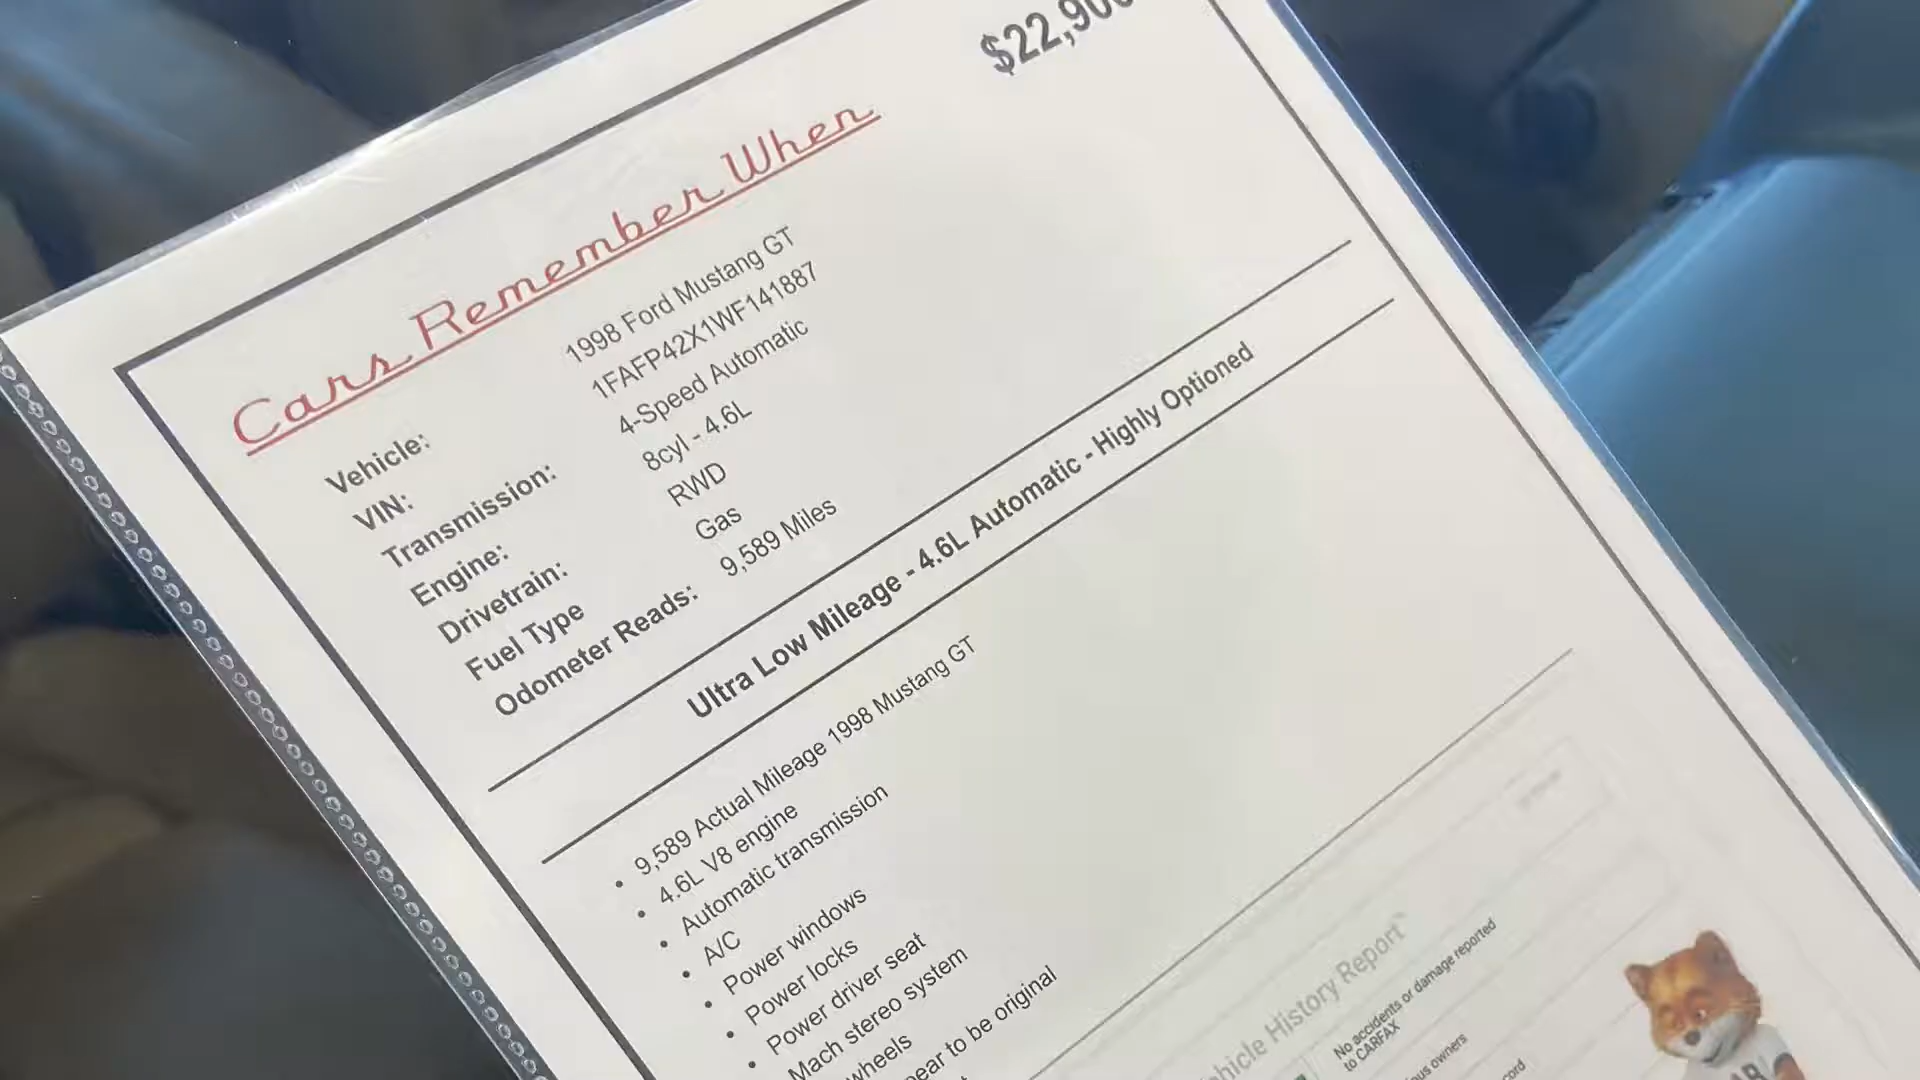 $22,90
Cars Remember When
Vehicle: 1998 Ford Mustang GT
VIN: 1FAFP42X1WF141887
Transmission: 4-Speed Automatic
Engine: 8cyl - 4.6L
Drivetrain: RWD
Fuel Type Gas
Odometer Reads: 9,589 Miles
Ultra Low Mileage - 4.6L Automatic - Highly Optioned
• 9,589 Actual Mileage 1998 Mustang GT
• 4.6L V8 engine
• Automatic transmission
• A/C
• Power windows
• Power locks
• Power driver seat
Mach stereo system
wheels
to be original
History Report
No accidents or damage reported
to CARFAX
owners